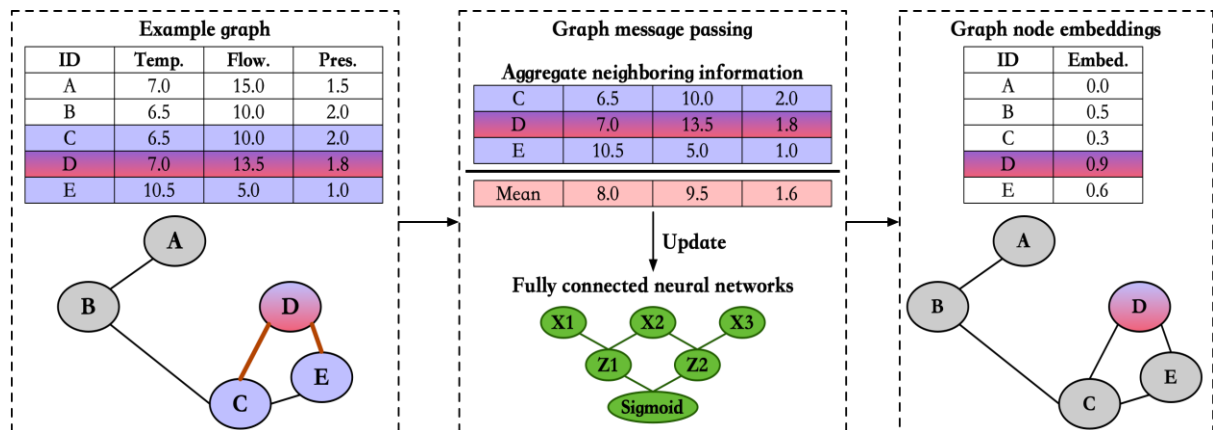 Example graph
ID Temp. Flow. Pres.
A 7.0 15.0 1.5
B 6.5 10.0 2.0
C 6.5 10.0 2.0
D 7.0 13.5 1.8
E 10.5 5.0 1.0
A
B
D
E
C
Graph message passing
Aggregate neighboring information
C 6.5 10.0 2.0
D 7.0 13.5 1.8
E 10.5 5.0 1.0
Mean 8.0 9.5 1.6
Update
Fully connected neural networks
X1 X2 X3
Z1 Z2
Sigmoid
Graph node embeddings
ID Embed.
A 0.0
B 0.5
C 0.3
D 0.9
E 0.6
A
B
D
E
C